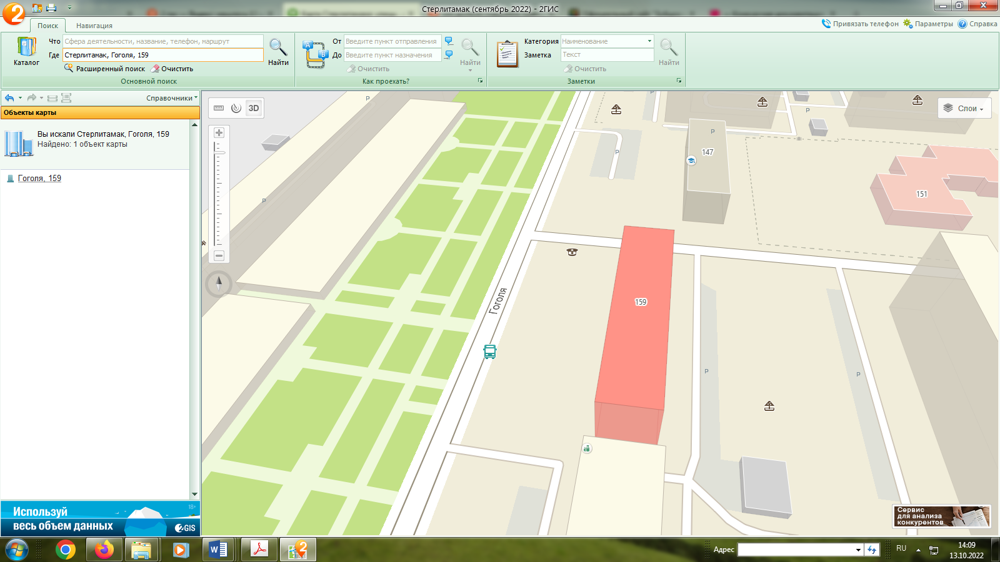 Стерлитамак (сентябрь 2022) - 2ГИС
Поиск
Навигация
Привязать телефон
Параметры
Справка
Каталог
Что
Сфера деятельности, название, телефон, маршрут
Где
Стерлитамак, Гоголя, 159
Расширенный поиск
Очистить
Найти
Основной поиск
От
Введите пункт отправления
До
Введите пункт назначения
Очистить
Найти
Как проехать?
Категория
Наименование
Заметка
Текст
Очистить
Найти
Заметки
Справочники
Объекты карты
Вы искали Стерлитамак, Гоголя, 159
Найдено: 1 объект карты
Гоголя, 159
3D
Слои
P
P
P
P
P
P
P
P
147
151
159
Гоголя
Используй
весь объем данных
18+
2GIS
Сервис
для анализа
конкурентов
Адрес
RU
14:09
13.10.2022